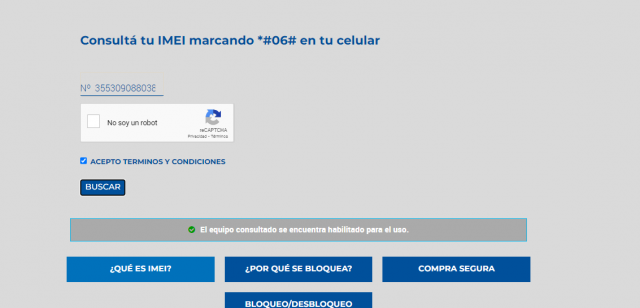 Consultá tu IMEI marcando *#06# en tu celular
Nº 355309088038
No soy un robot
reCAPTCHA
Privacidad - Términos
ACEPTO TERMINOS Y CONDICIONES
BUSCAR
El equipo consultado se encuentra habilitado para el uso.
¿QUÉ ES IMEI?
¿POR QUÉ SE BLOQUEA?
COMPRA SEGURA
BLOQUEO/DESBLOQUEO